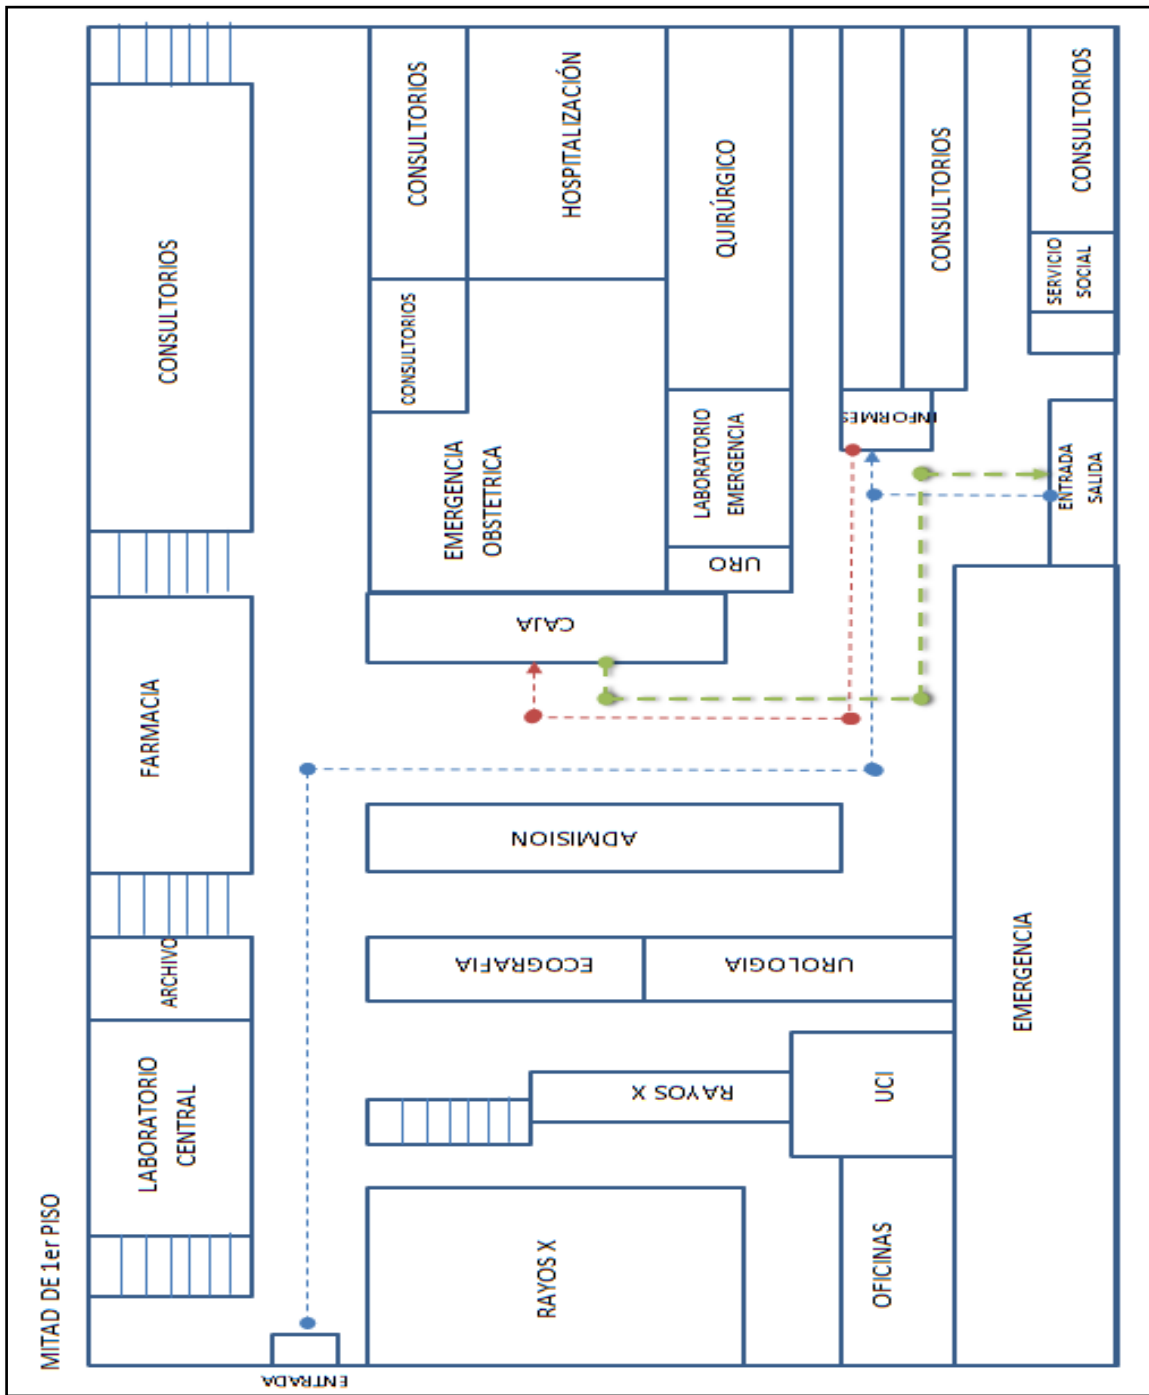 MITAD DE 1er PISO
LABORATORIO
CENTRAL
ARCHIVO
FARMACIA
CONSULTORIOS
ENTRADA
RAYOS X
RAYOS X
ECOGRAFIA
UROLOGIA
ADMISION
CAJA
EMERGENCIA
OBSTETRICA
CONSULTORIOS
CONSULTORIOS
HOSPITALIZACIÓN
URO
LABORATORIO
EMERGENCIA
QUIRÚRGICO
OFICINAS
UCI
INFORMES
CONSULTORIOS
EMERGENCIA
ENTRADA
SALIDA
SERVICIO
SOCIAL
CONSULTORIOS